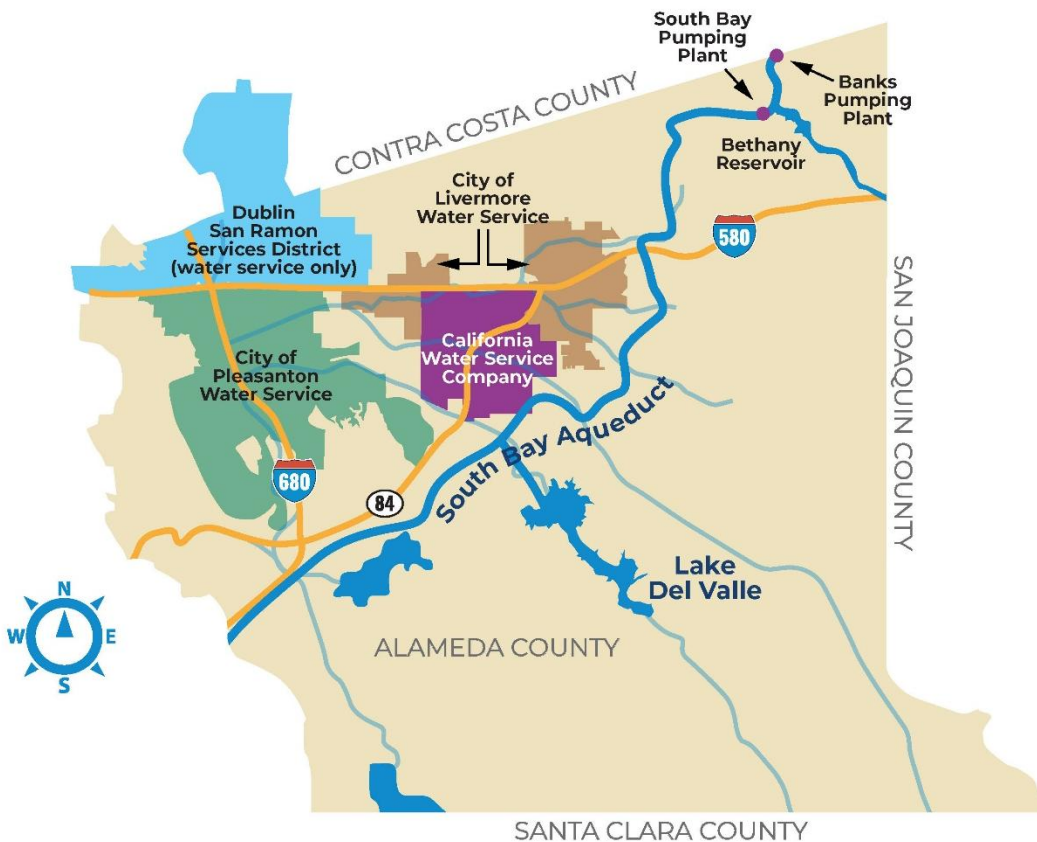 South Bay
Pumping
Plant
Banks
Pumping
Plant
CONTRA COSTA COUNTY
Bethany
Reservoir
City of
Livermore
Water Service
Dublin
San Ramon
Services District
(water service only)
580
SAN JOAQUIN COUNTY
California
Water Service
Company
City of
Pleasanton
Water Service
South Bay Aqueduct
680
84
Lake
Del Valle
N
W E
S
ALAMEDA COUNTY
SANTA CLARA COUNTY